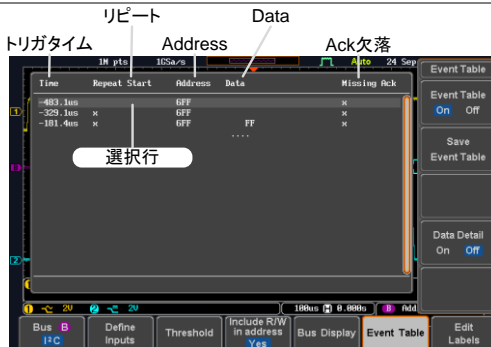 リピート Data
トリガタイム Address Ack欠落
1M pts 1GSa/s Auto 24 Sep
Event Table
Time Repeat Start Address Data Missing Ack
-483.1us 6FF x
-329.1us x 6FF x
-181.4us x 6FF FF x
....
選択行
Event Table
On Off
Save
Event Table
Data Detail
On Off
1
B
2
1 2V 2 2V 100us 0.000s B Add
Bus B
I²C
Define
Inputs
Threshold
Include R/W
in address
Yes
Bus Display
Event Table
Edit
Labels